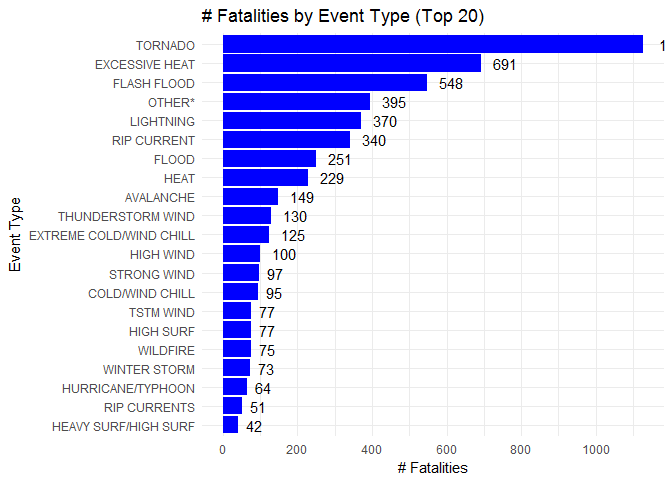 # Fatalities by Event Type (Top 20)
Event Type
TORNADO 1
EXCESSIVE HEAT 691
FLASH FLOOD 548
OTHER* 395
LIGHTNING 370
RIP CURRENT 340
FLOOD 251
HEAT 229
AVALANCHE 149
THUNDERSTORM WIND 130
EXTREME COLD/WIND CHILL 125
HIGH WIND 100
STRONG WIND 97
COLD/WIND CHILL 95
TSTM WIND 77
HIGH SURF 77
WILDFIRE 75
WINTER STORM 73
HURRICANE/TYPHOON 64
RIP CURRENTS 51
HEAVY SURF/HIGH SURF 42
0 200 400 600 800 1000
# Fatalities